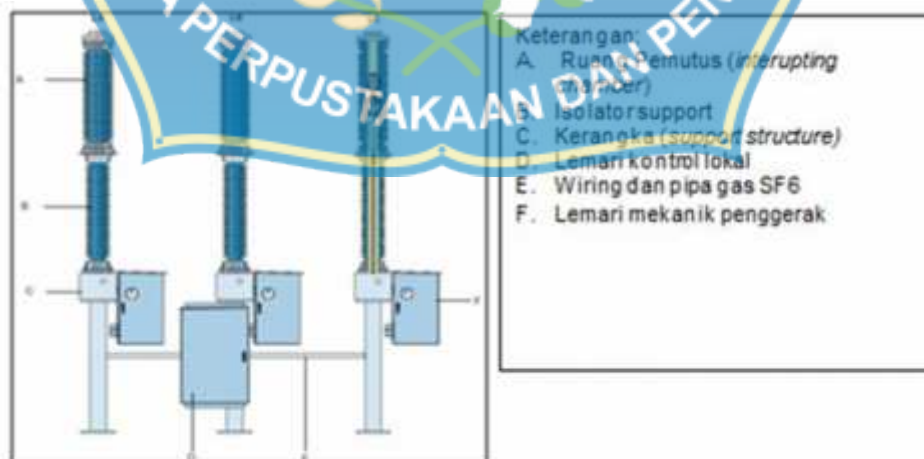 A PERPUSTAKAAN DAN PEN
Keterangan:
A. Ruang Pemutus (interupting
chamber)
B. Isolator support
C. Kerangka (support structure)
D. Lemari kontrol lokal
E. Wiring dan pipa gas SF6
F. Lemari mekanik penggerak
A
B
C